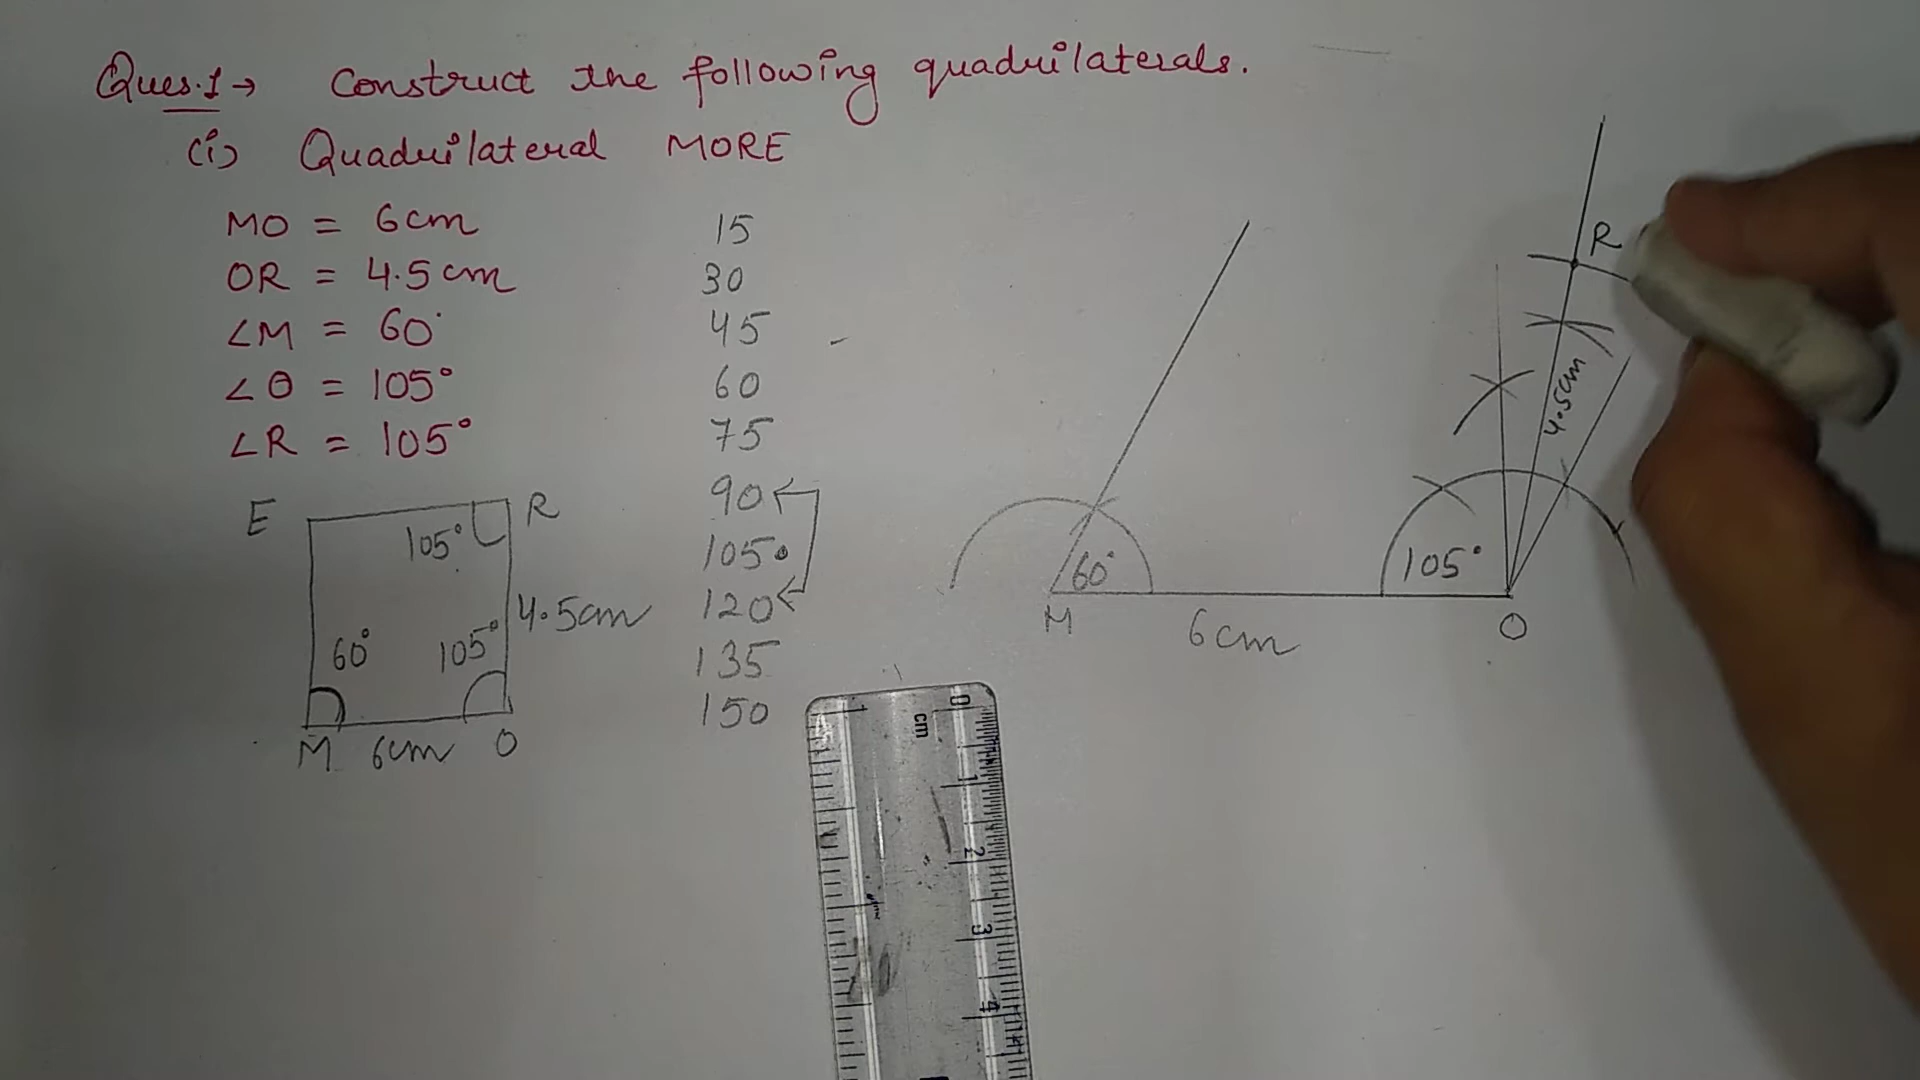 Ques.1→ Construct the following quadrilaterals.
(i) Quadrilateral MORE
MO = 6cm
OR = 4.5cm
∠M = 60°
∠O = 105°
∠R = 105°
15
30
45
60
75
90
105
120
135
150
E
R
105°
4.5cm
60°
105°
M 6cm O
R
4.5cm
60°
105°
M
6cm
O
0
cm
1
2
3
4